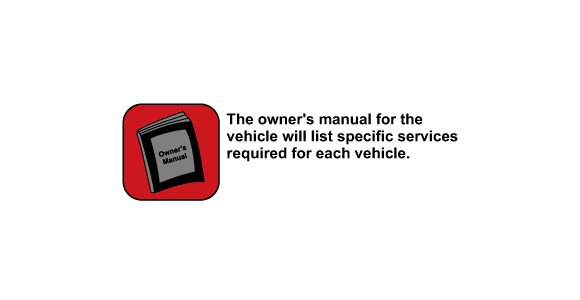 The owner's manual for the
vehicle will list specific services
required for each vehicle.
Owner's
Manual